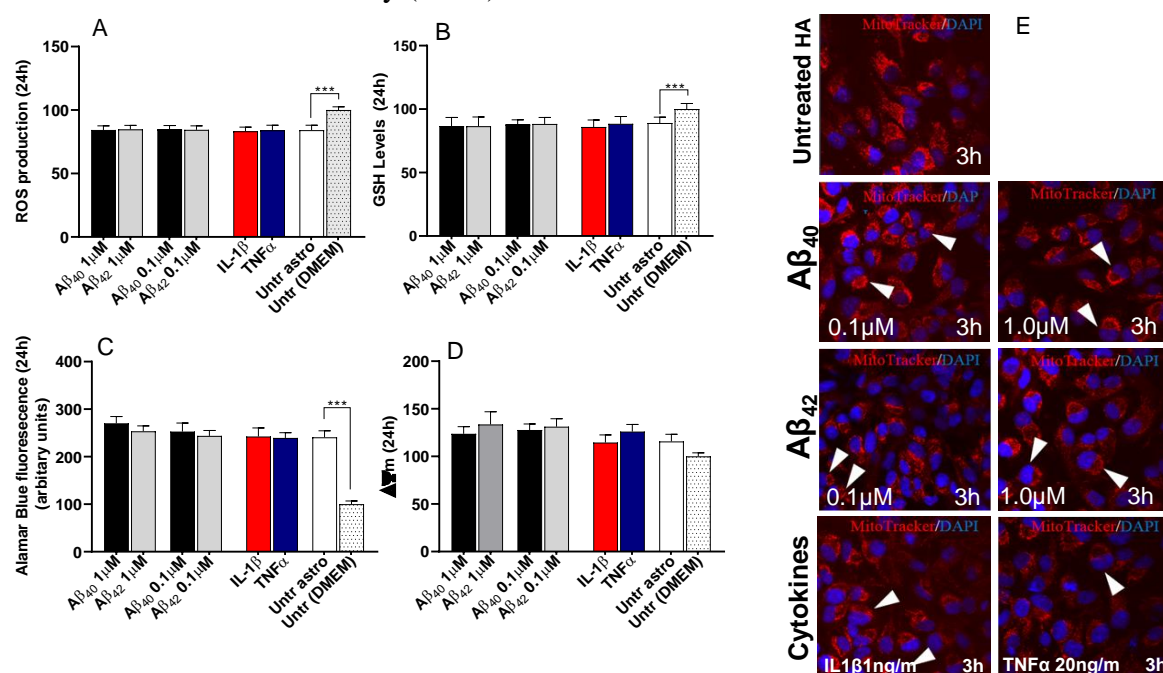 A
ROS production (24h)
150
100
50
0
***
Aβ40 1μM
Aβ42 1μM
Aβ40 0.1μM
Aβ42 0.1μM
IL-1β
TNFα
Untr astro
Untr (DMEM)
B
GSH Levels (24h)
150
100
50
0
***
Aβ40 1μM
Aβ42 1μM
Aβ40 0.1μM
Aβ42 0.1μM
IL-1β
TNFα
Untr astro
Untr (DMEM)
C
Alamar Blue fluoresecence (24h)
(arbitary units)
400
300
200
100
0
***
Aβ40 1μM
Aβ42 1μM
Aβ40 0.1μM
Aβ42 0.1μM
IL-1β
TNFα
Untr astro
Untr (DMEM)
D
m (24h)
200
150
100
50
0
Aβ40 1μM
Aβ42 1μM
Aβ40 0.1μM
Aβ42 0.1μM
IL-1β
TNFα
Untr astro
Untr (DMEM)
E
Untreated HA
MitoTracker/DAPI
3h
Aβ40
MitoTracker/DAP
0.1μM 3h
MitoTracker/DAPI
1.0μM 3h
Aβ42
MitoTracker/DAPI
0.1μM 3h
MitoTracker/DAPI
1.0μM 3h
Cytokines
MitoTracker/DAPI
IL1β1ng/m 3h
MitoTracker/DAPI
TNFα 20ng/m 3h